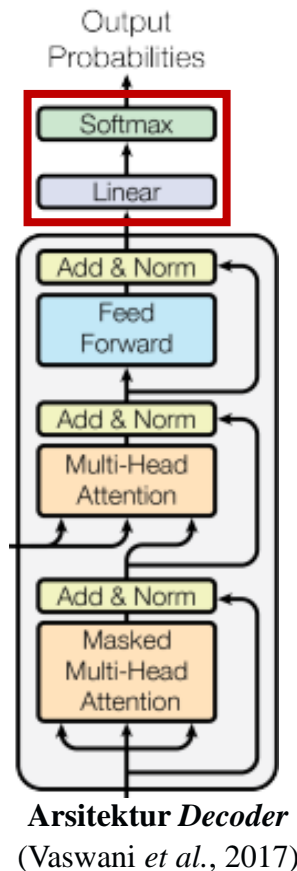 Output
Probabilities
Softmax
Linear
Add & Norm
Feed
Forward
Add & Norm
Multi-Head
Attention
Add & Norm
Masked
Multi-Head
Attention
Arsitektur Decoder
(Vaswani et al., 2017)